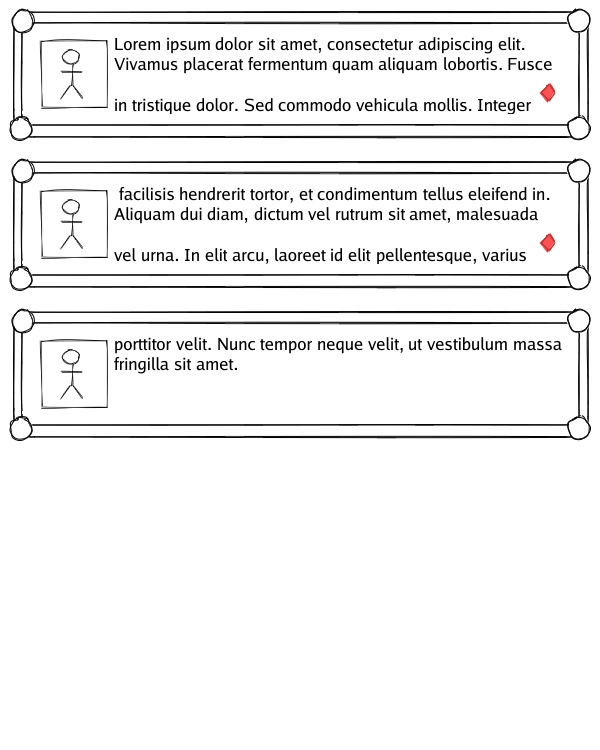 Lorem ipsum dolor sit amet, consectetur adipiscing elit.
Vivamus placerat fermentum quam aliquam lobortis. Fusce
in tristique dolor. Sed commodo vehicula mollis. Integer
facilisis hendrerit tortor, et condimentum tellus eleifend in.
Aliquam dui diam, dictum vel rutrum sit amet, malesuada
vel urna. In elit arcu, laoreet id elit pellentesque, varius
porttitor velit. Nunc tempor neque velit, ut vestibulum massa
fringilla sit amet.